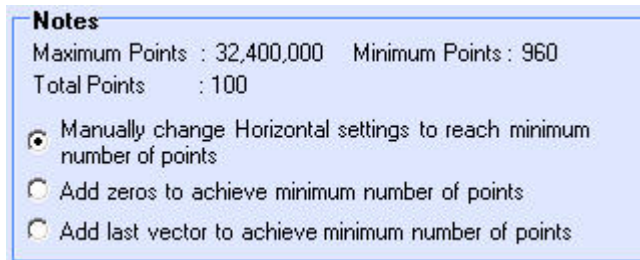 Notes
Maximum Points : 32,400,000 Minimum Points : 960
Total Points : 100
Manually change Horizontal settings to reach minimum
number of points
Add zeros to achieve minimum number of points
Add last vector to achieve minimum number of points